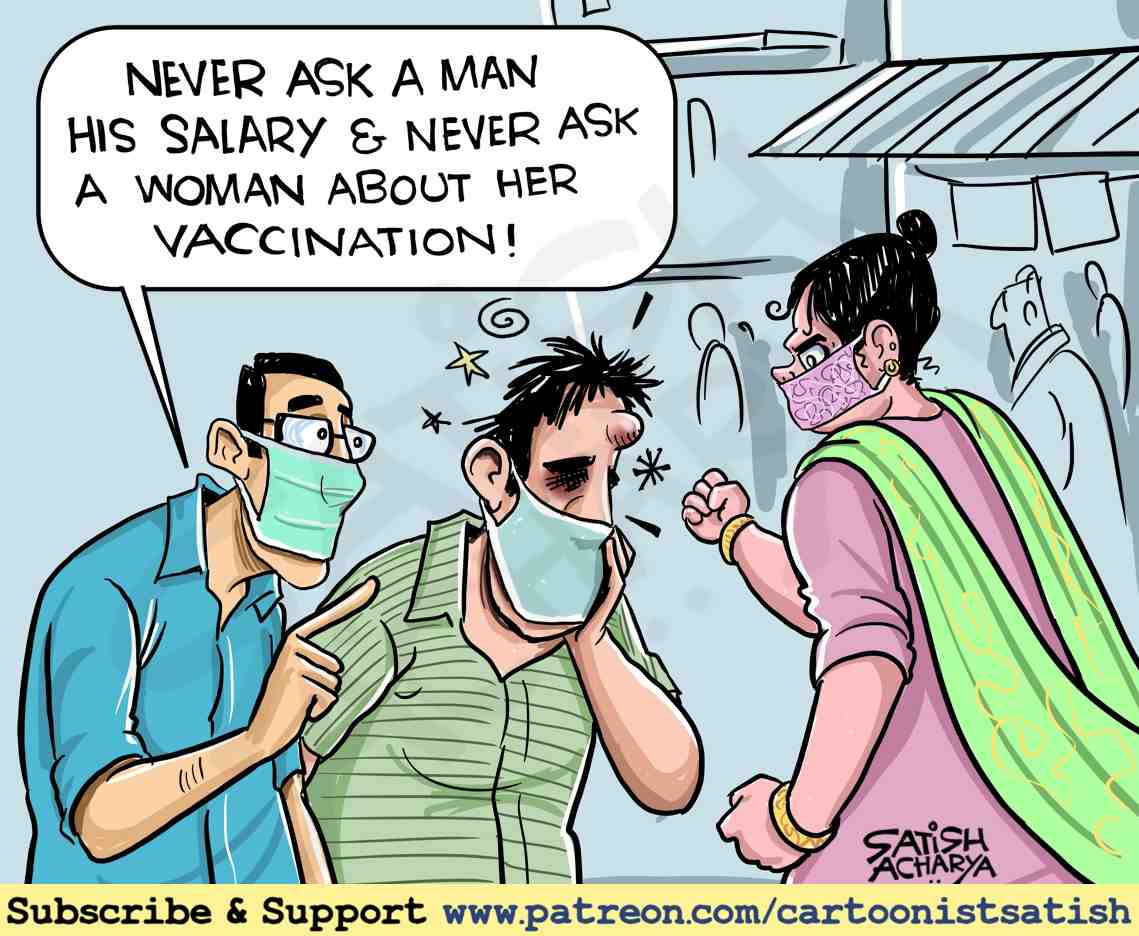 NEVER ASK A MAN
HIS SALARY & NEVER ASK
A WOMAN ABOUT HER
VACCINATION!
SATISH
ACHARYA
Subscribe & Support www.patreon.com/cartoonistsatish